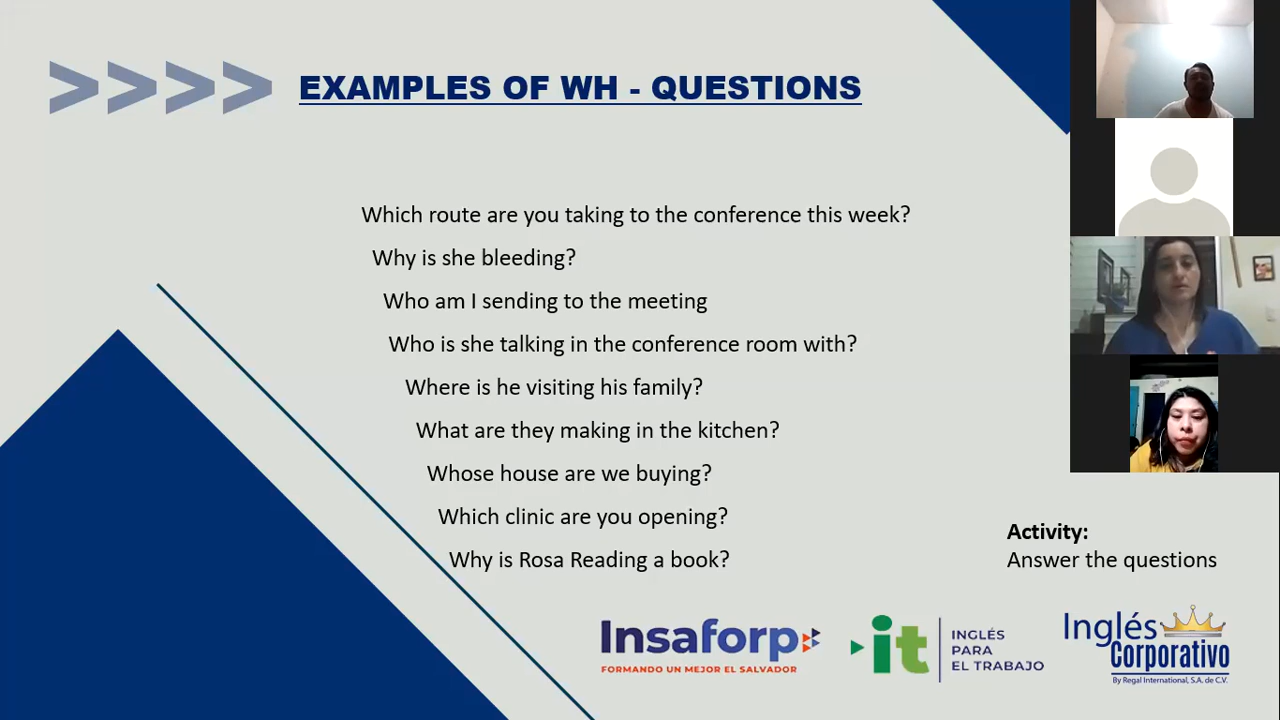 >>>> EXAMPLES OF WH - QUESTIONS
Which route are you taking to the conference this week?
Why is she bleeding?
Who am I sending to the meeting
Who is she talking in the conference room with?
Where is he visiting his family?
What are they making in the kitchen?
Whose house are we buying?
Which clinic are you opening?
Why is Rosa Reading a book?
Activity:
Answer the questions
Insaforp
FORMANDO UN MEJOR EL SALVADOR
it
INGLÉS
PARA
EL TRABAJO
Inglés
Corporativo
By Regal International, S.A. de C.V.